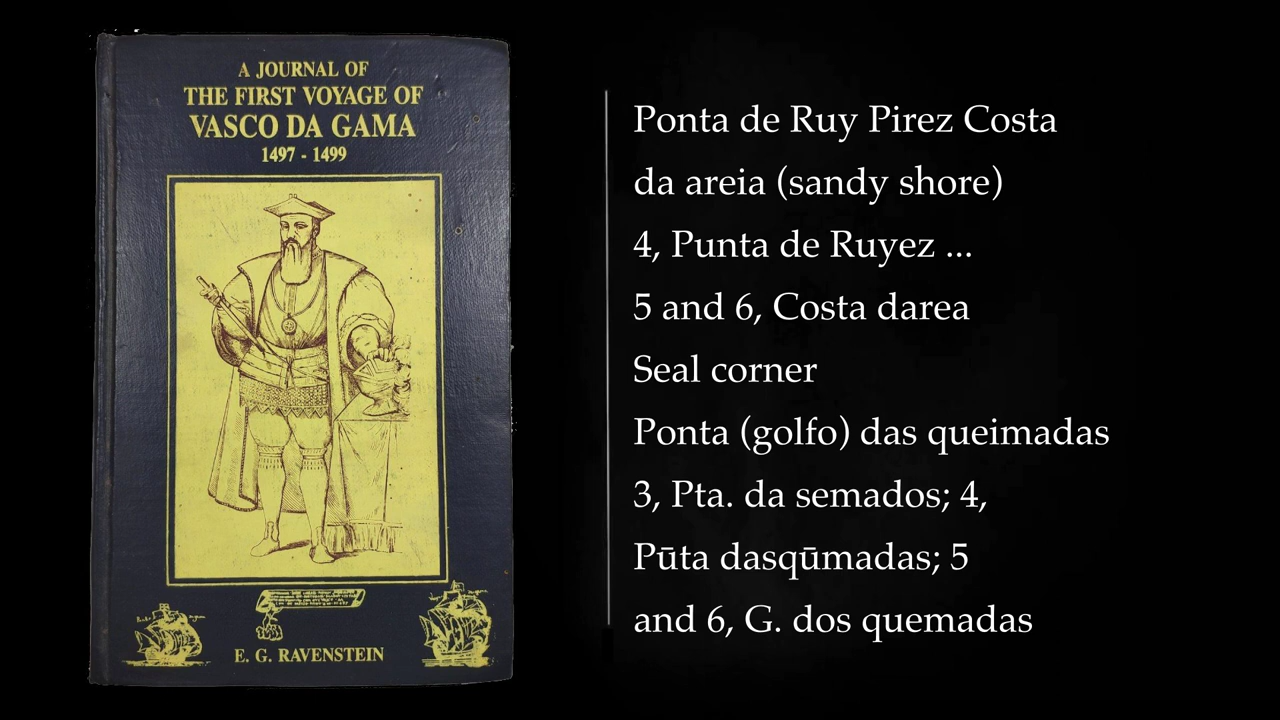 A JOURNAL OF
THE FIRST VOYAGE OF
VASCO DA GAMA
1497 - 1499
E. G. RAVENSTEIN
Ponta de Ruy Pirez Costa
da areia (sandy shore)
4, Punta de Ruyez ...
5 and 6, Costa darea
Seal corner
Ponta (golfo) das queimadas
3, Pta. da semados; 4,
Pūta dasqūmadas; 5
and 6, G. dos quemadas